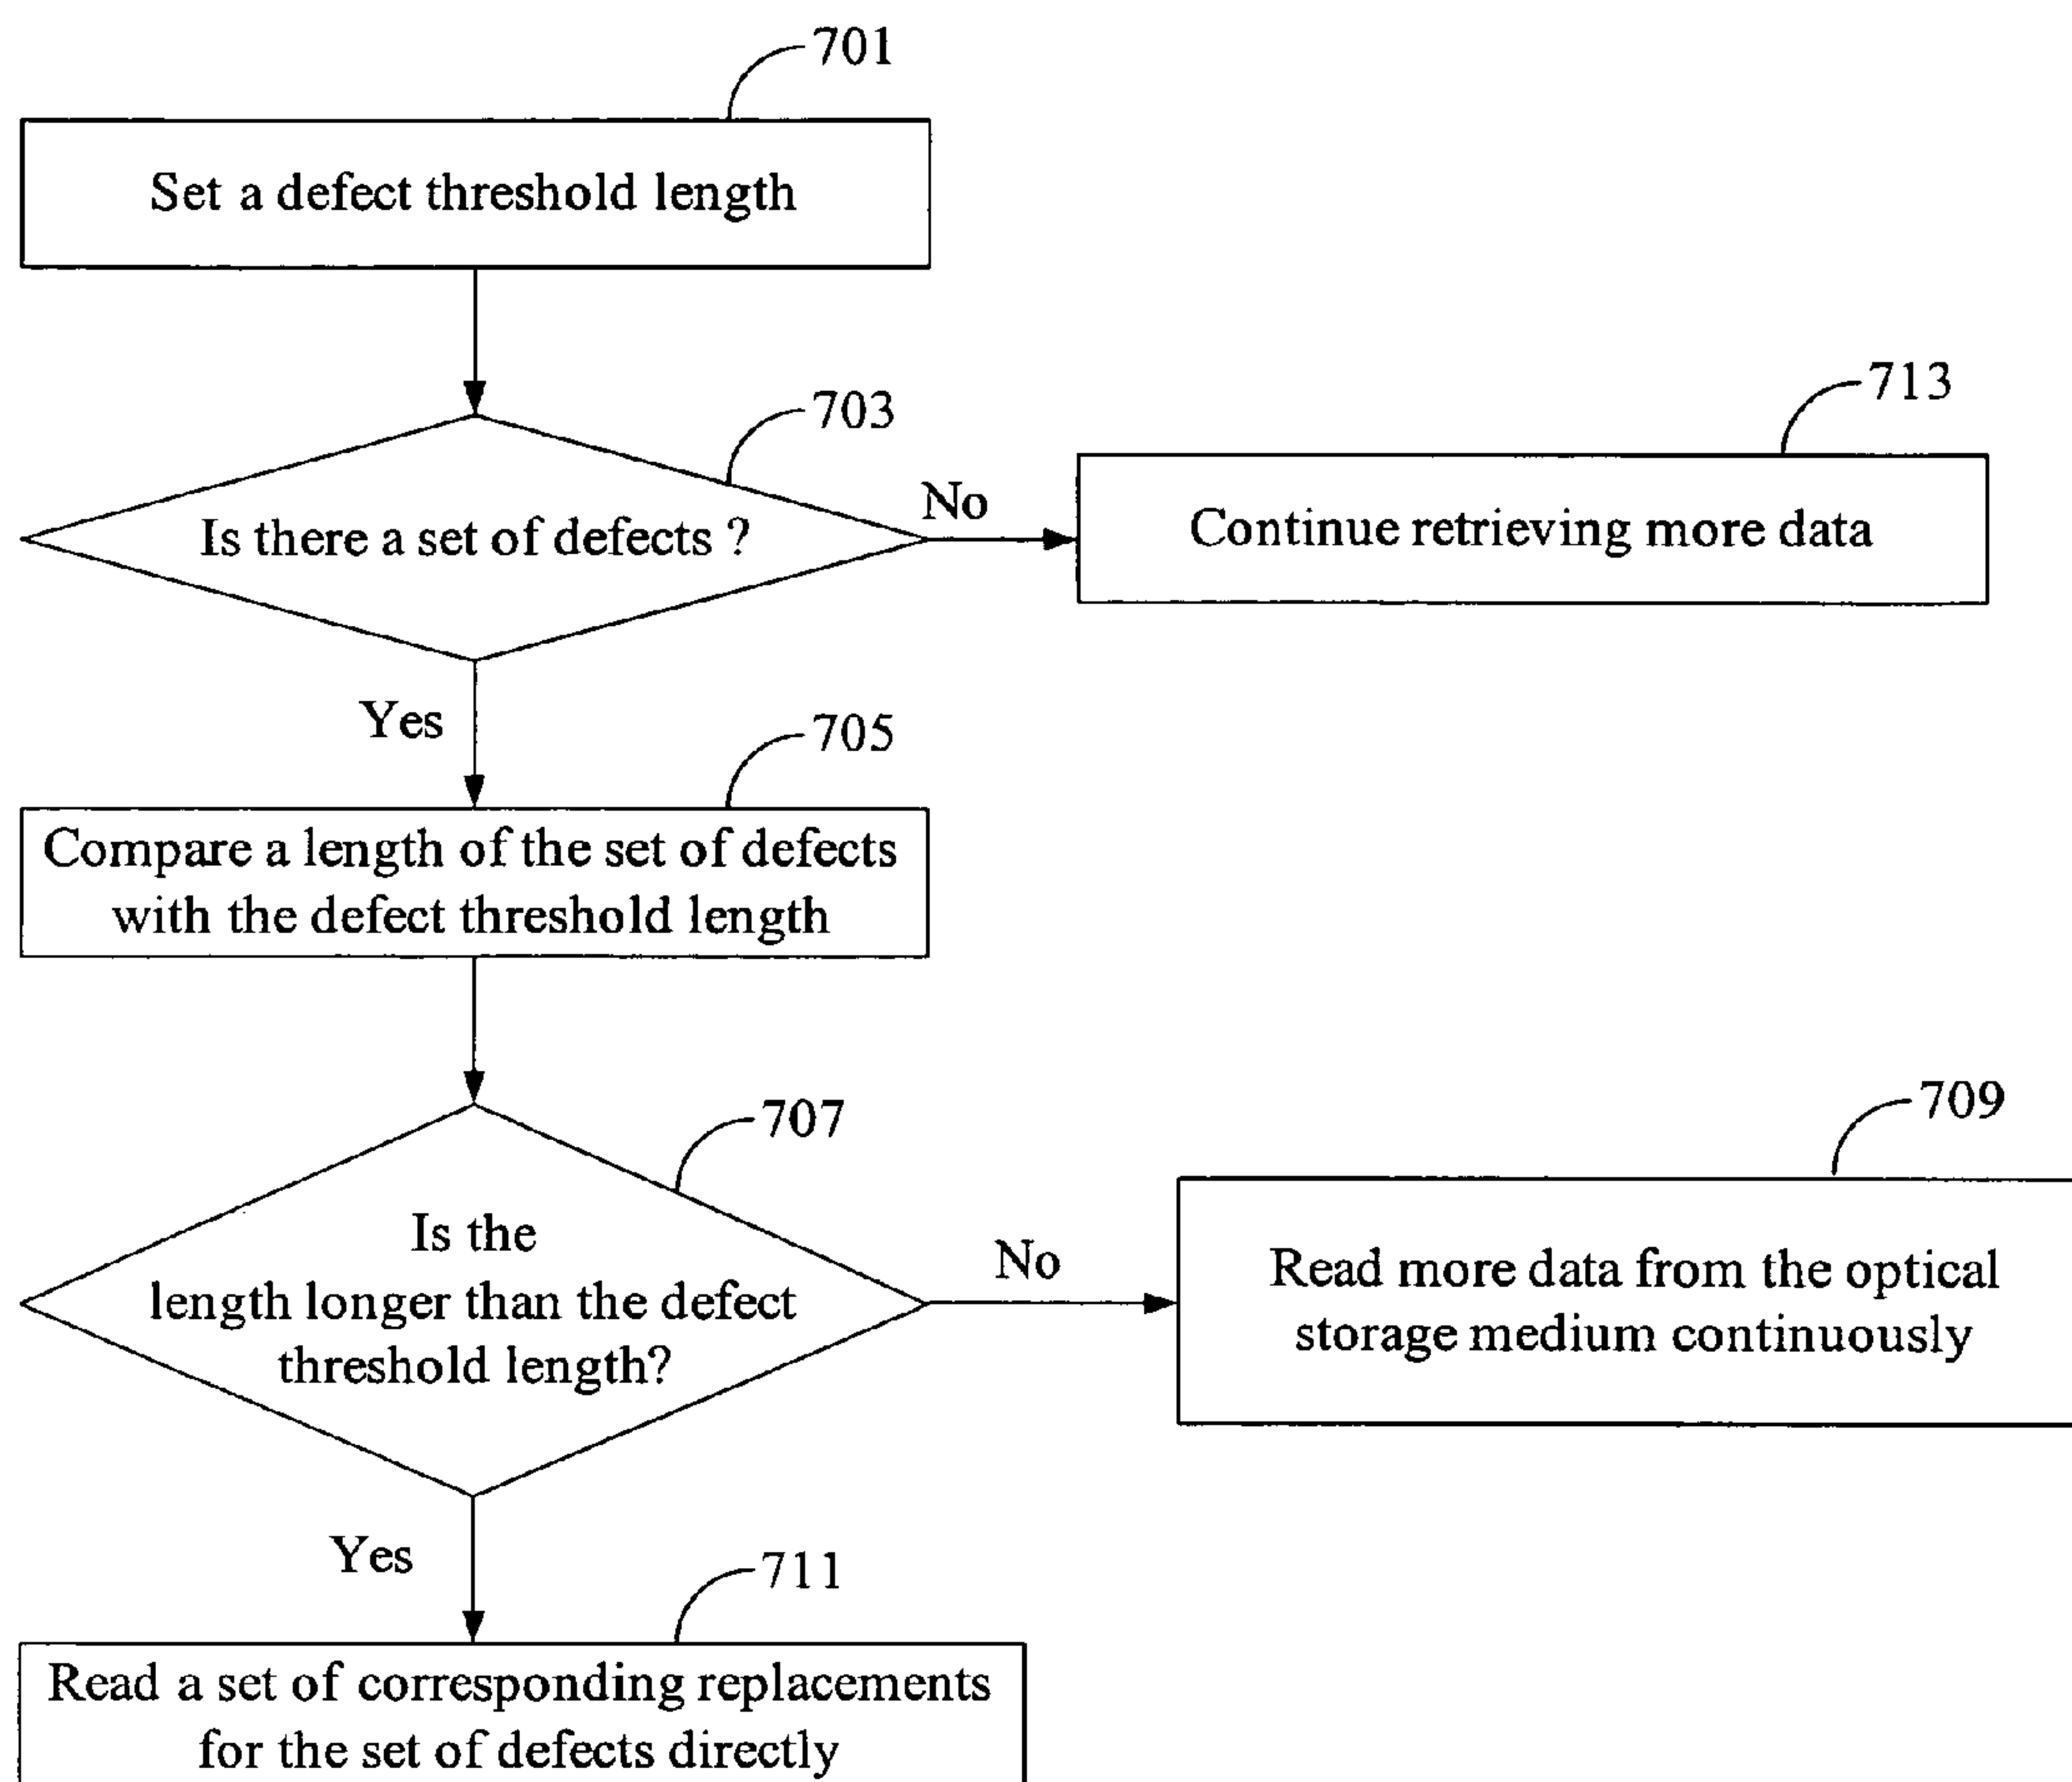 701
Set a defect threshold length
703
Is there a set of defects ?
No
713
Continue retrieving more data
Yes
705
Compare a length of the set of defects
with the defect threshold length
707
Is the
length longer than the defect
threshold length?
No
709
Read more data from the optical
storage medium continuously
Yes
711
Read a set of corresponding replacements
for the set of defects directly